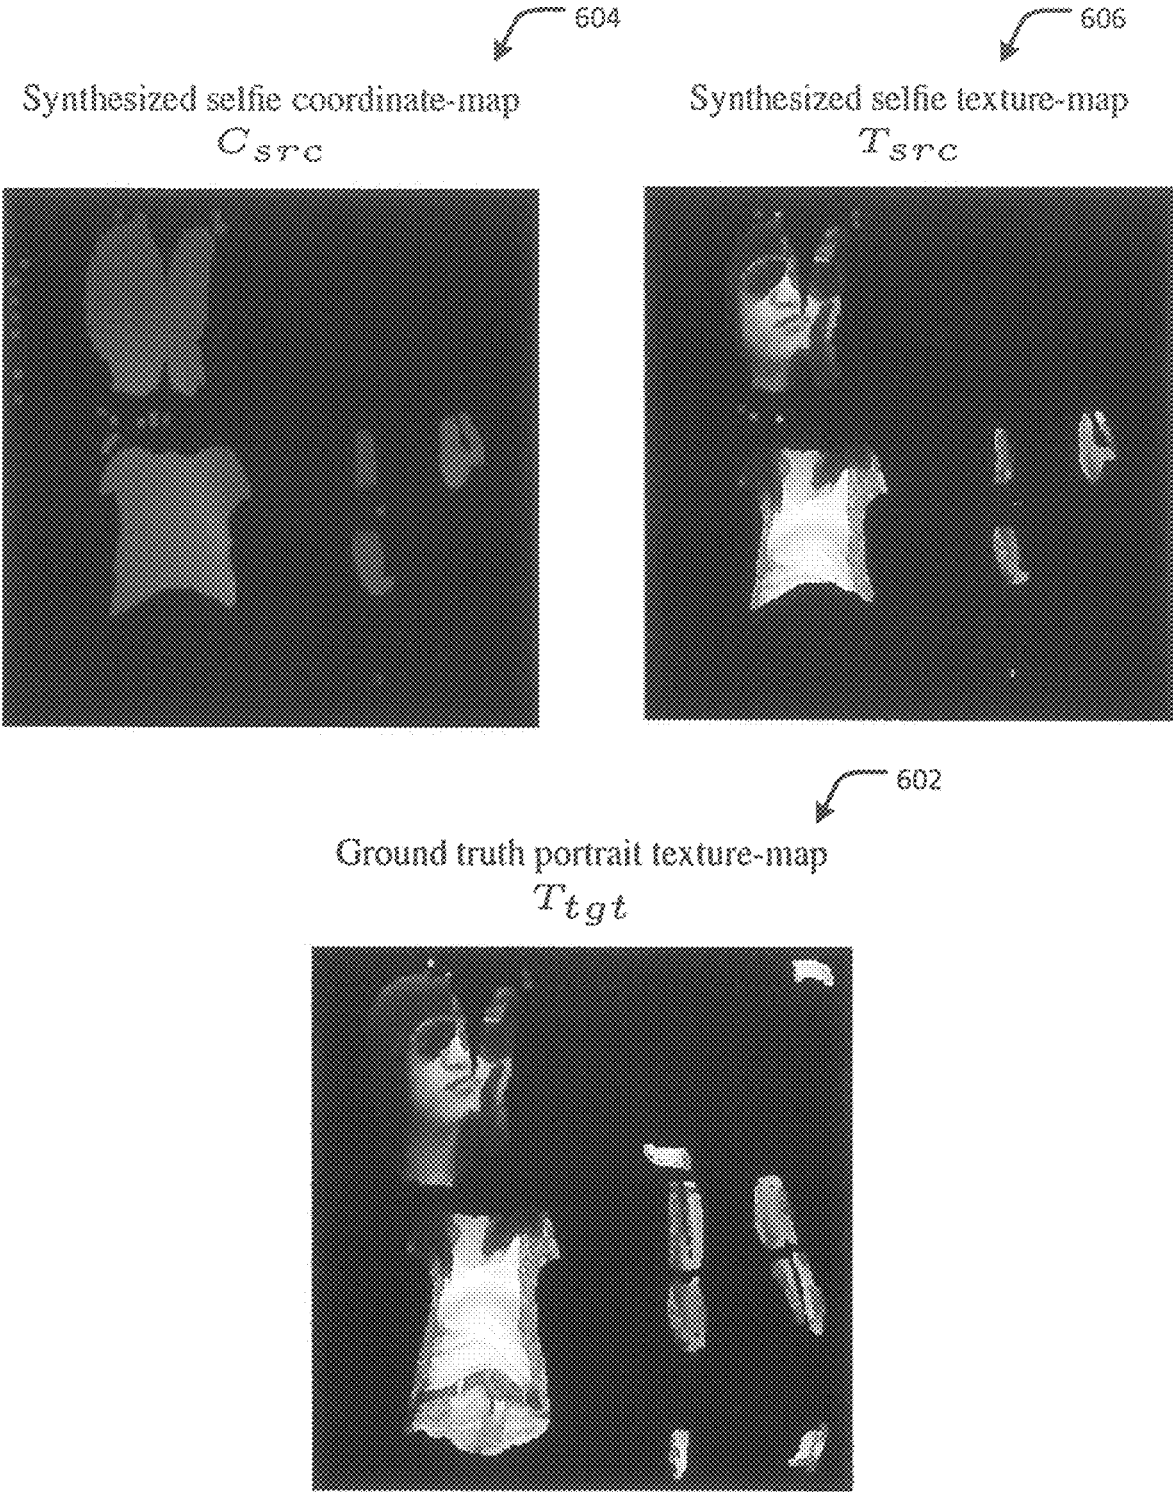 604
606
Synthesized selfie coordinate-map
C_src
Synthesized selfie texture-map
T_src
602
Ground truth portrait texture-map
T_tgt